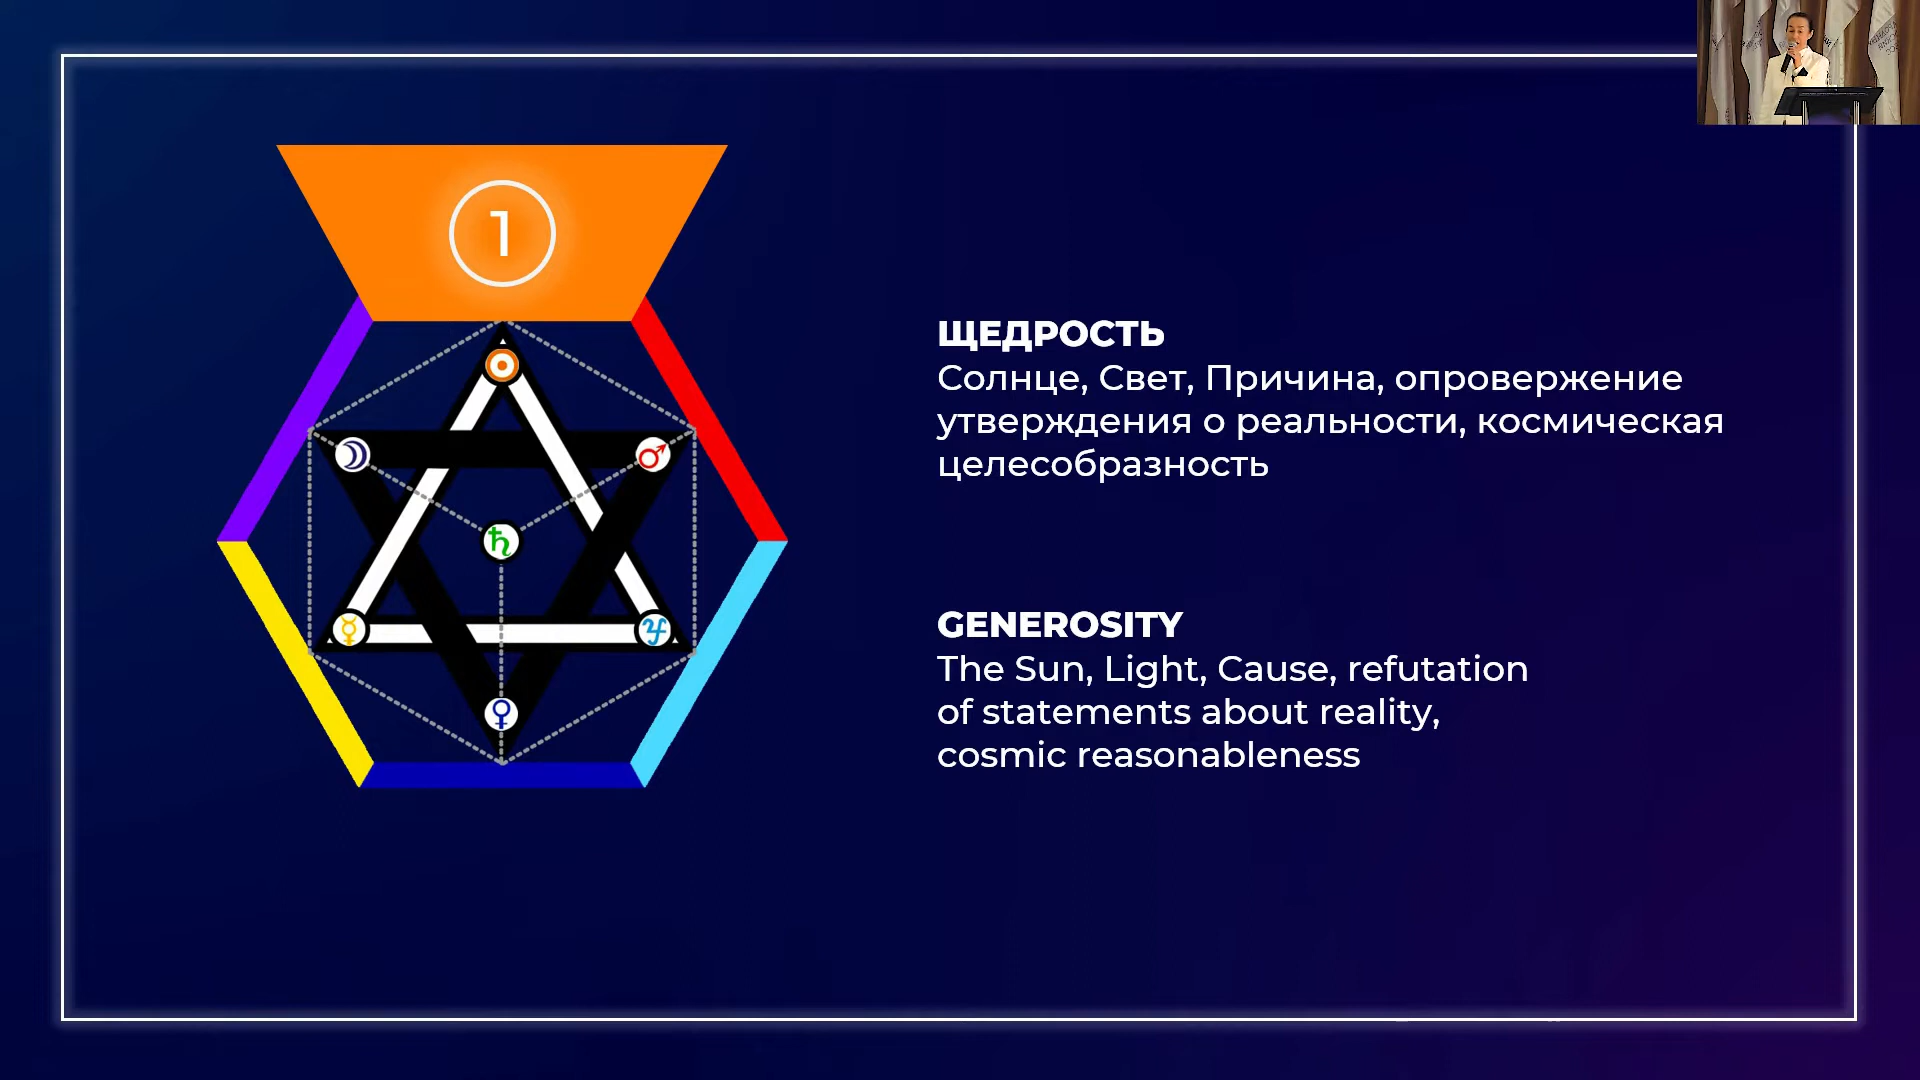 1
ЩЕДРОСТЬ
Солнце, Свет, Причина, опровержение
утверждения о реальности, космическая
целесобразность
GENEROSITY
The Sun, Light, Cause, refutation
of statements about reality,
cosmic reasonableness